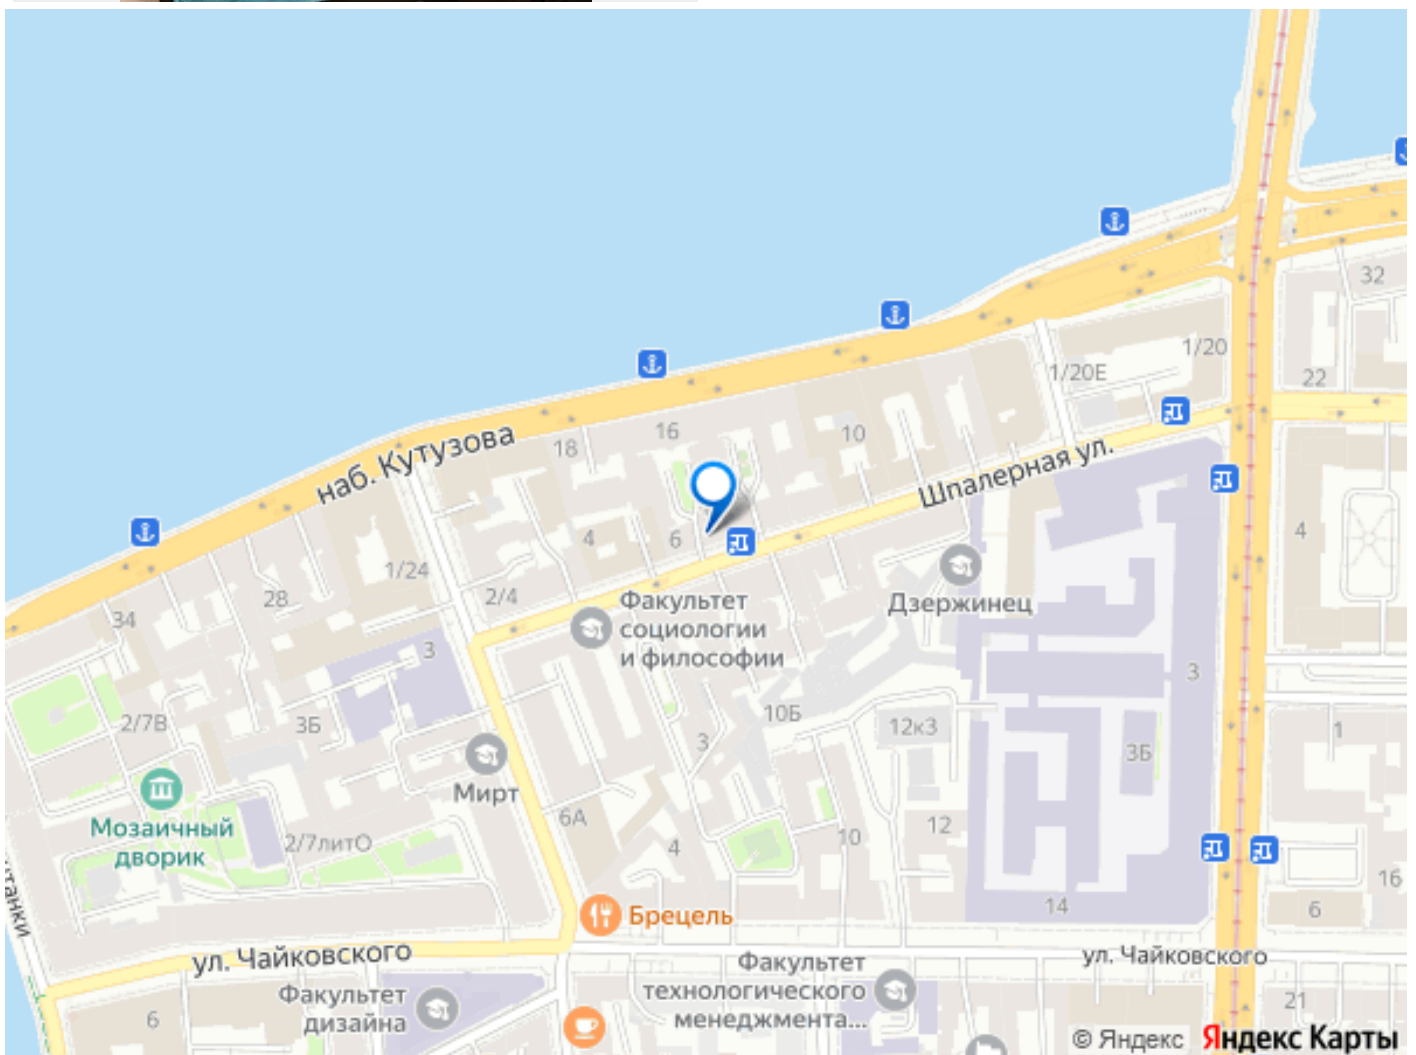 32
1/20
1/20Е
22
16
10
18
наб. Кутузова
Шпалерная ул.
4
6
4
1/24
2/4
28
34
Факультет
социологии
и философии
Дзержинец
3
3
2/7В
3Б
10Б
12к3
3
3Б
1
Мирт
Мозаичный
дворик
6А
2/7литО
4
10
12
16
14
6
Брецель
ул. Чайковского
ул. Чайковского
Факультет
технологического
менеджмента...
Факультет
дизайна
6
21
© Яндекс Яндекс Карты